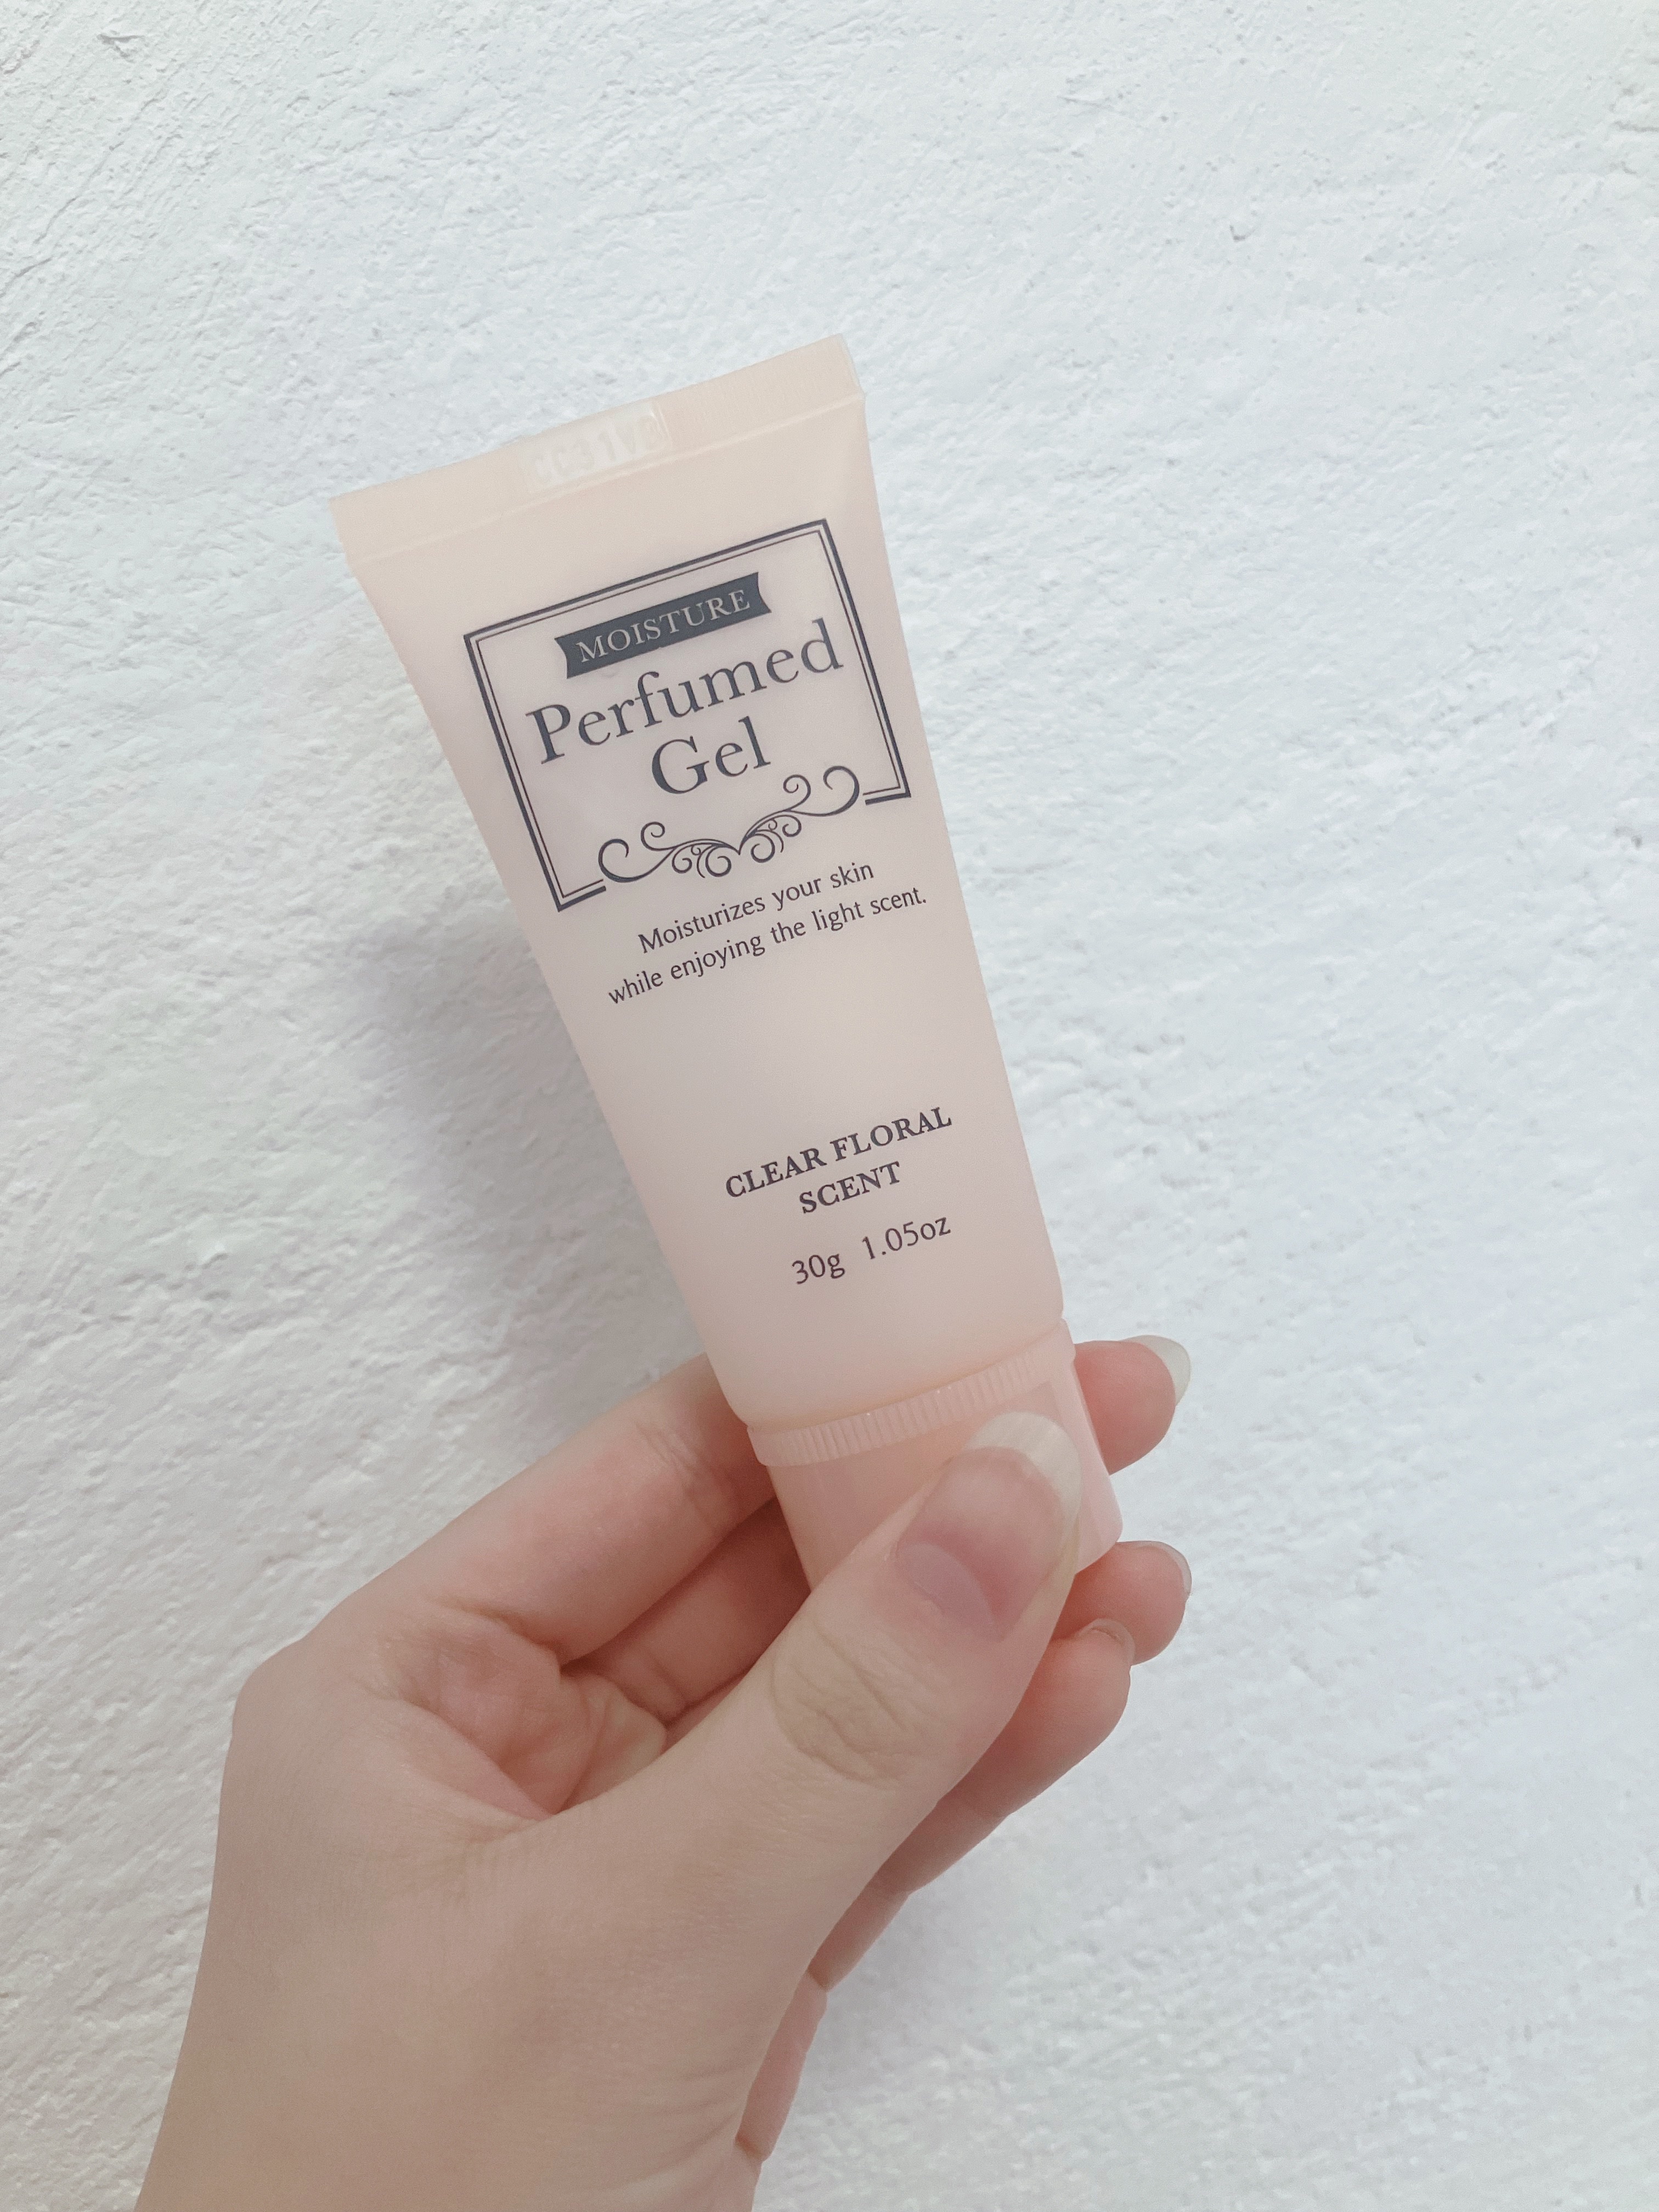 MOISTURE
Perfumed
Gel
Moisturizes your skin
while enjoying the light scent.
CLEAR FLORAL
SCENT
30g 1.05oz